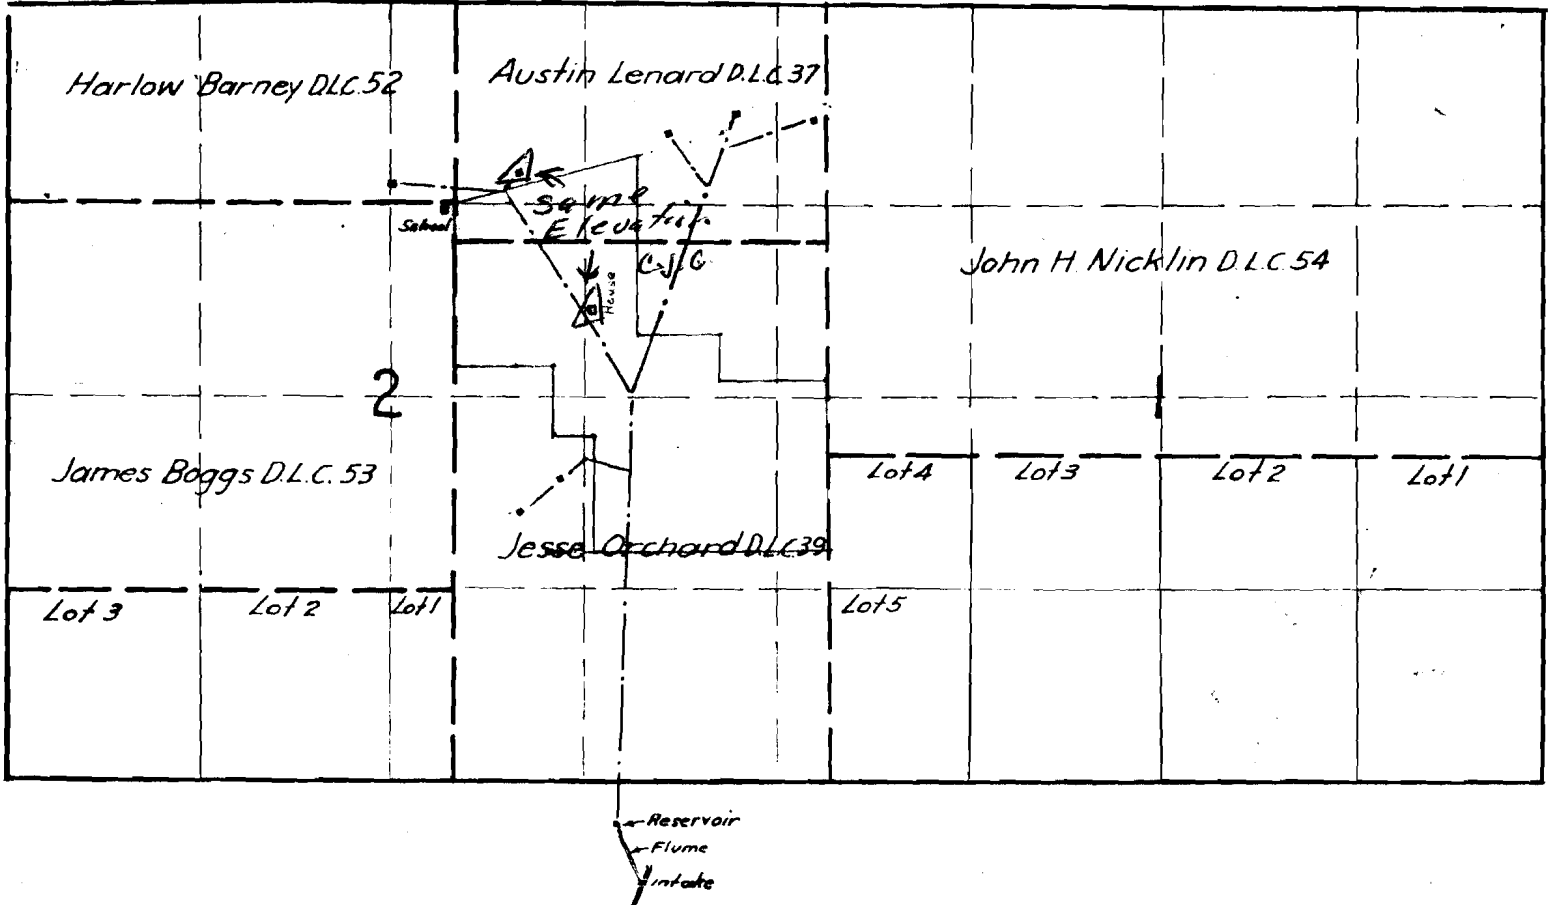 Harlow Barney D.L.C. 52
Austin Lenard D.L.C. 37
Same
Elevation
School
C.J.G
House
John H. Nicklin D.L.C. 54
2
1
James Boggs D.L.C. 53
Lot 4
Lot 3
Lot 2
Lot 1
Jesse Orchard D.L.C. 39
Lot 3
Lot 2
Lot 1
Lot 5
Reservoir
Flume
intake